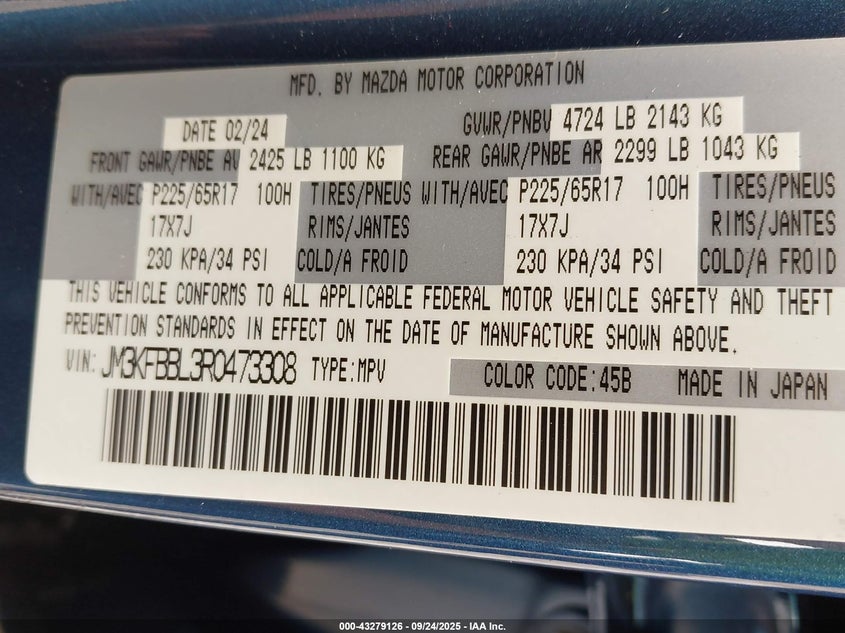 MFD. BY MAZDA MOTOR CORPORATION
DATE 02/24 GVWR/PNBV 4724 LB 2143 KG
FRONT GAWR/PNBE AV 2425 LB 1100 KG REAR GAWR/PNBE AR 2299 LB 1043 KG
WITH/AVEC P225/65R17 100H TIRES/PNEUS WITH/AVEC P225/65R17 100H TIRES/PNEUS
17X7J RIMS/JANTES 17X7J RIMS/JANTES
230 KPA/34 PSI COLD/A FROID 230 KPA/34 PSI COLD/A FROID
THIS VEHICLE CONFORMS TO ALL APPLICABLE FEDERAL MOTOR VEHICLE SAFETY AND THEFT
PREVENTION STANDARDS IN EFFECT ON THE DATE OF MANUFACTURE SHOWN ABOVE.
VIN: JM3KFBBL3R0473308 TYPE:MPV COLOR CODE:45B MADE IN JAPAN
000-43279126 - 09/24/2025 - IAA Inc.